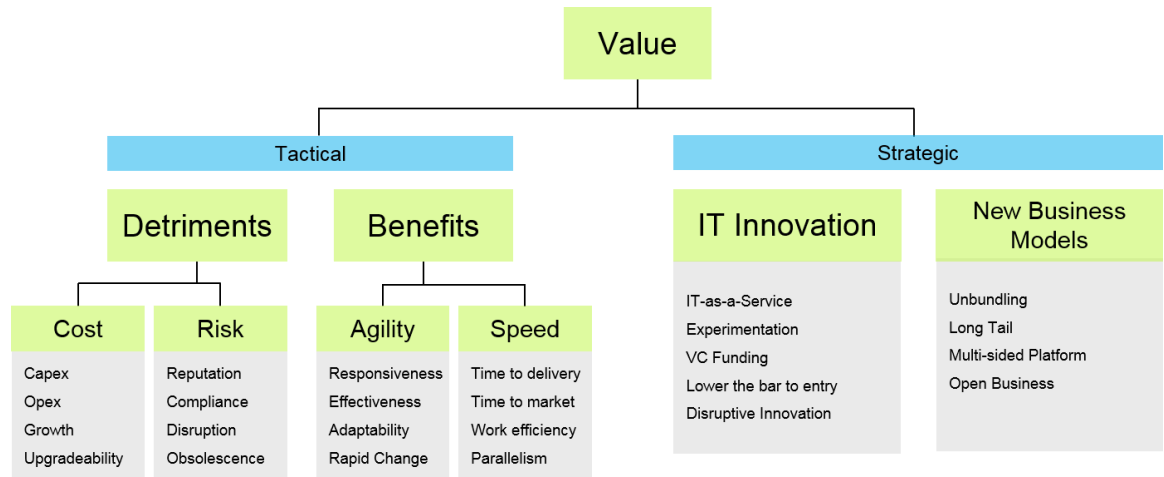 Value
Tactical
Strategic
Detriments
Benefits
IT Innovation
New Business
Models
Cost
Capex
Opex
Growth
Upgradeability
Risk
Reputation
Compliance
Disruption
Obsolescence
Agility
Responsiveness
Effectiveness
Adaptability
Rapid Change
Speed
Time to delivery
Time to market
Work efficiency
Parallelism
IT-as-a-Service
Experimentation
VC Funding
Lower the bar to entry
Disruptive Innovation
Unbundling
Long Tail
Multi-sided Platform
Open Business